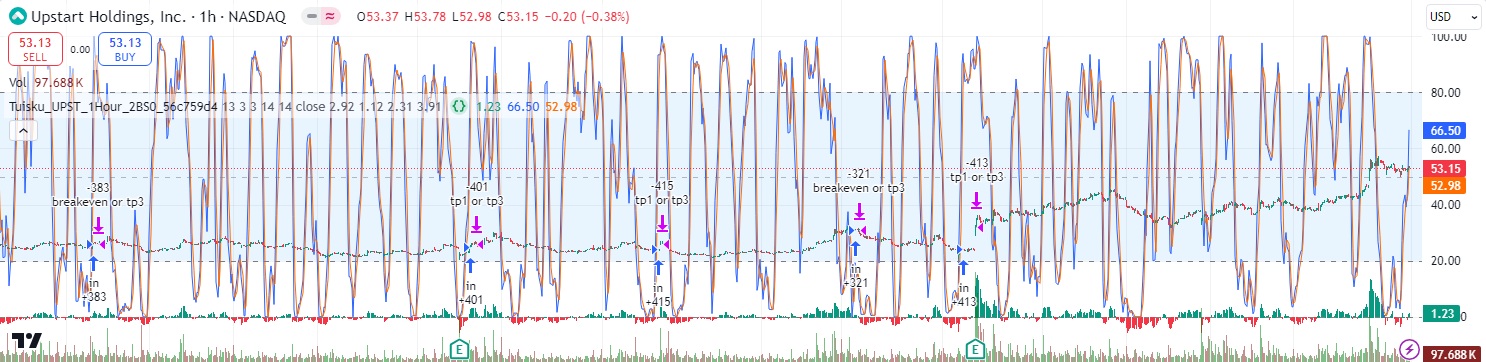 Upstart Holdings, Inc. · 1h · NASDAQ O53.37 H53.78 L52.98 C53.15 −0.20 (−0.38%)
USD
53.13
SELL
0.00
53.13
BUY
Vol 97.688K
Tuisku_UPST_1Hour_2BS0_56c759d4 13 3 3 14 14 close 2.92 1.12 2.31 3.91 {} 1.23 66.50 52.98
-383
breakeven or tp3
in
+383
-401
tp1 or tp3
in
+401
-415
tp1 or tp3
in
+415
-321
breakeven or tp3
in
+321
-413
tp1 or tp3
in
+413
E
E
100.00
80.00
66.50
60.00
53.15
52.98
40.00
20.00
1.23
97.688K